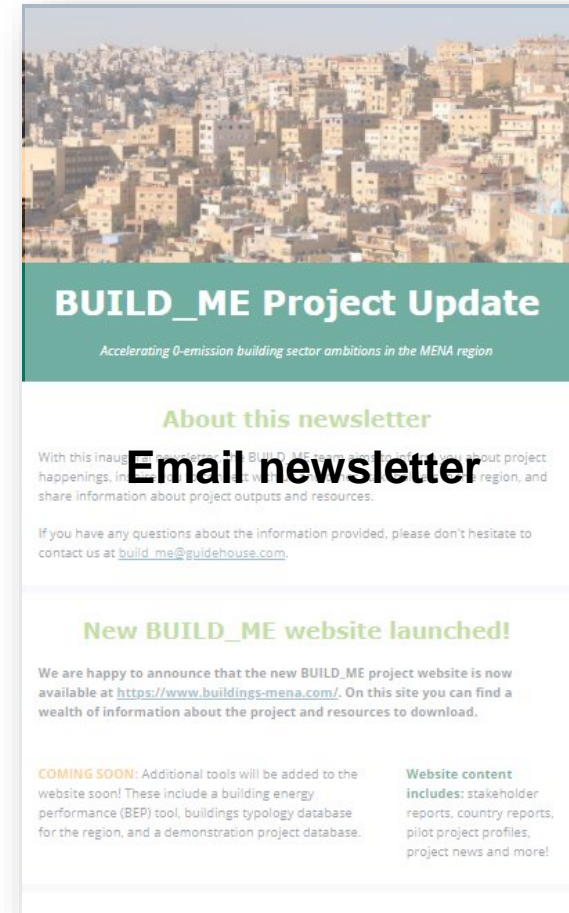 BUILD_ME Project Update
Accelerating 0-emission building sector ambitions in the MENA region
About this newsletter
With this inaugural newsletter, the BUILD_ME team aims to inform you about project
happenings, region, and
Email newsletter
share information about project outputs and resources.
If you have any questions about the information provided, please don't hesitate to
contact us at build_me@guidehouse.com.
New BUILD_ME website launched!
We are happy to announce that the new BUILD_ME project website is now
available at https://www.buildings-mena.com/. On this site you can find a
wealth of information about the project and resources to download.
COMING SOON: Additional tools will be added to the
website soon! These include a building energy
performance (BEP) tool, buildings typology database
for the region, and a demonstration project database.
Website content
includes: stakeholder
reports, country reports,
pilot project profiles,
project news and more!